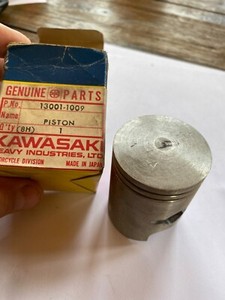 GENUINE PARTS
P.No. 13001-1009
Name PISTON
Q'ty (BH) 1
KAWASAKI
HEAVY INDUSTRIES, LTD
MOTORCYCLE DIVISION MADE IN JAPAN